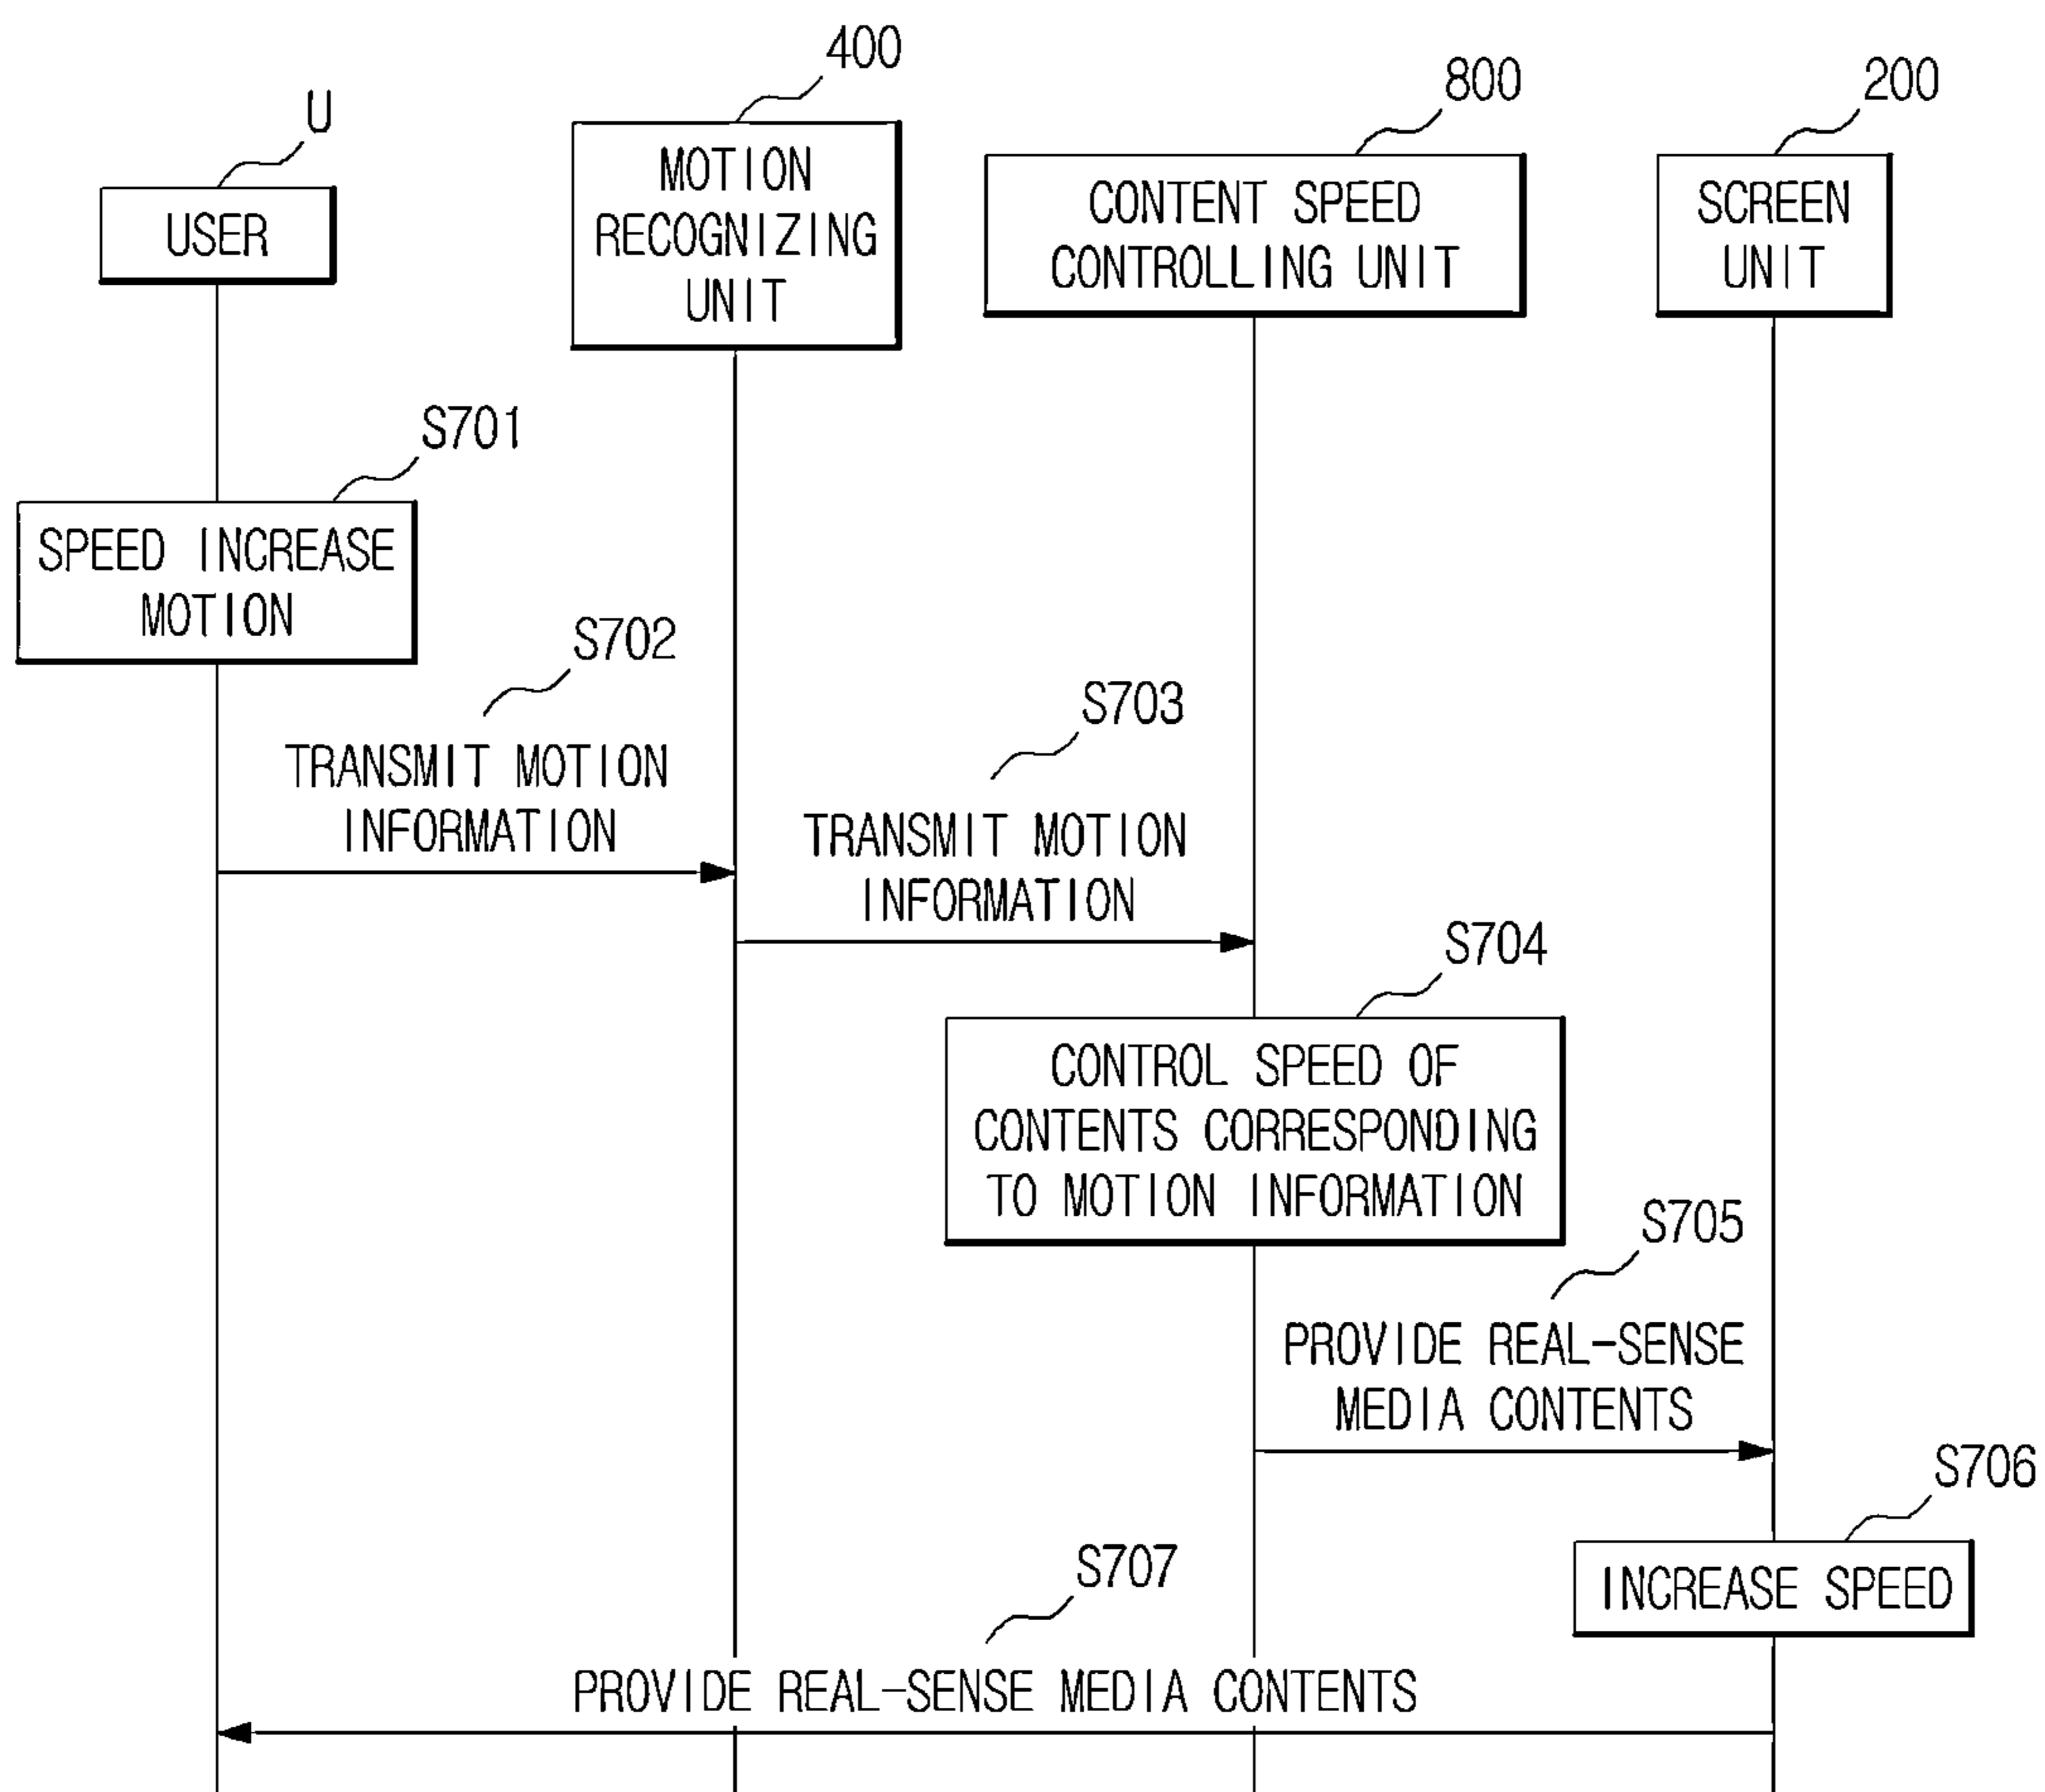 400
800
200
U
MOTION
RECOGNIZING
UNIT
CONTENT SPEED
CONTROLLING UNIT
SCREEN
UNIT
USER
S701
SPEED INCREASE
MOTION
S702
TRANSMIT MOTION
INFORMATION
S703
TRANSMIT MOTION
INFORMATION
S704
CONTROL SPEED OF
CONTENTS CORRESPONDING
TO MOTION INFORMATION
S705
PROVIDE REAL-SENSE
MEDIA CONTENTS
S706
INCREASE SPEED
S707
PROVIDE REAL-SENSE MEDIA CONTENTS